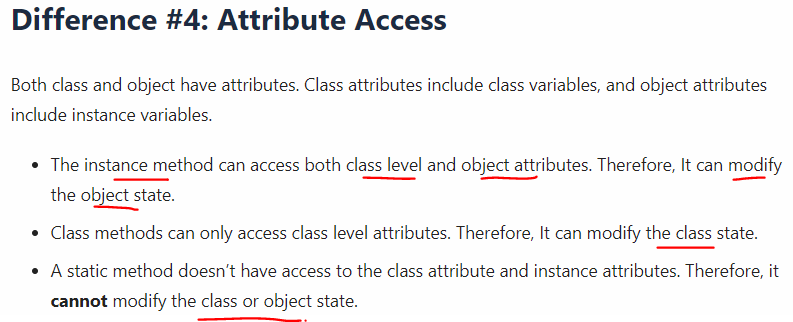 Difference #4: Attribute Access
Both class and object have attributes. Class attributes include class variables, and object attributes
include instance variables.
• The instance method can access both class level and object attributes. Therefore, It can modify
the object state.
• Class methods can only access class level attributes. Therefore, It can modify the class state.
• A static method doesn’t have access to the class attribute and instance attributes. Therefore, it
cannot modify the class or object state.